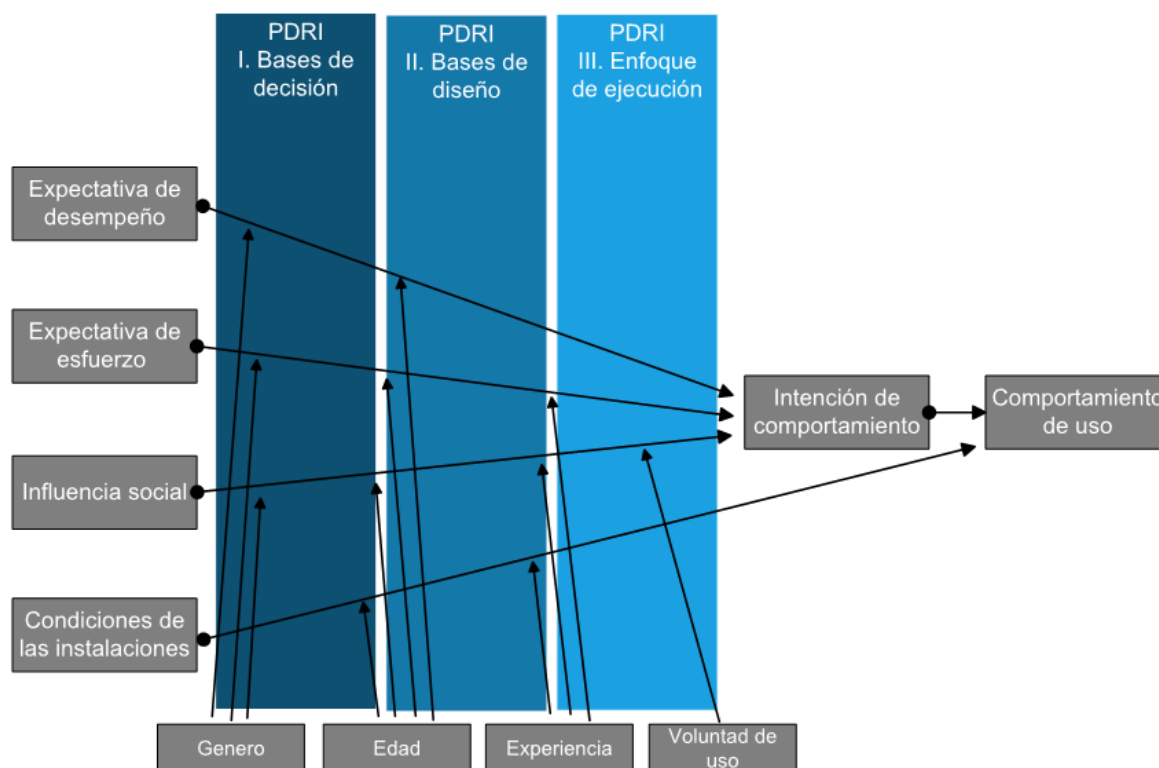 PDRI
I. Bases de
decisión
PDRI
II. Bases de
diseño
PDRI
III. Enfoque
de ejecución
Expectativa de
desempeño
Expectativa de
esfuerzo
Influencia social
Condiciones de
las instalaciones
Intención de
comportamiento
Comportamiento
de uso
Genero
Edad
Experiencia
Voluntad de
uso